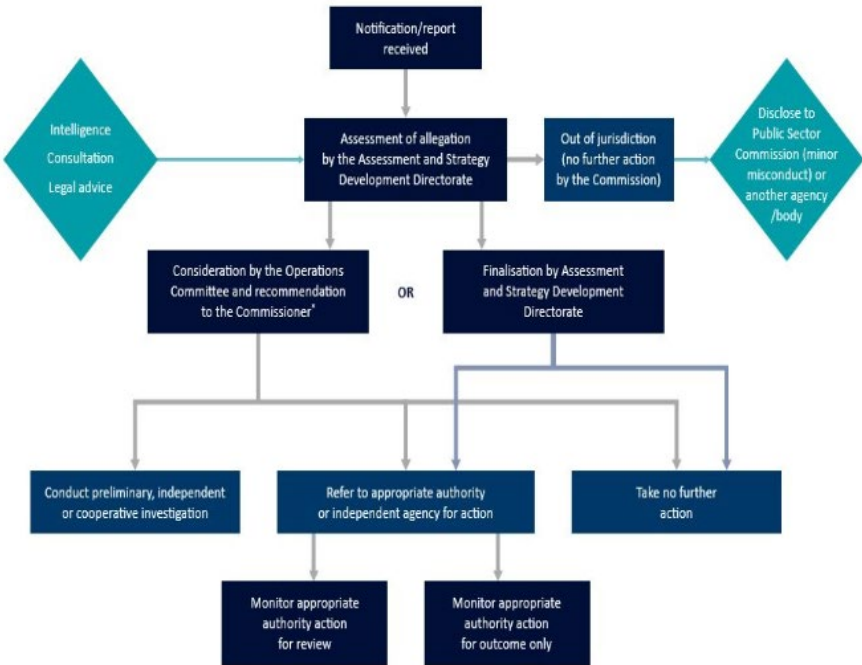 Notification/report
received
Intelligence
Consultation
Legal advice
Assessment of allegation
by the Assessment and Strategy
Development Directorate
Out of jurisdiction
(no further action
by the Commission)
Disclose to
Public Sector
Commission (minor
misconduct) or
another agency
/body
Consideration by the Operations
Committee and recommendation
to the Commissioner*
OR
Finalisation by Assessment
and Strategy Development
Directorate
Conduct preliminary, independent
or cooperative investigation
Refer to appropriate authority
or independent agency for action
Take no further
action
Monitor appropriate
authority action
for review
Monitor appropriate
authority action
for outcome only